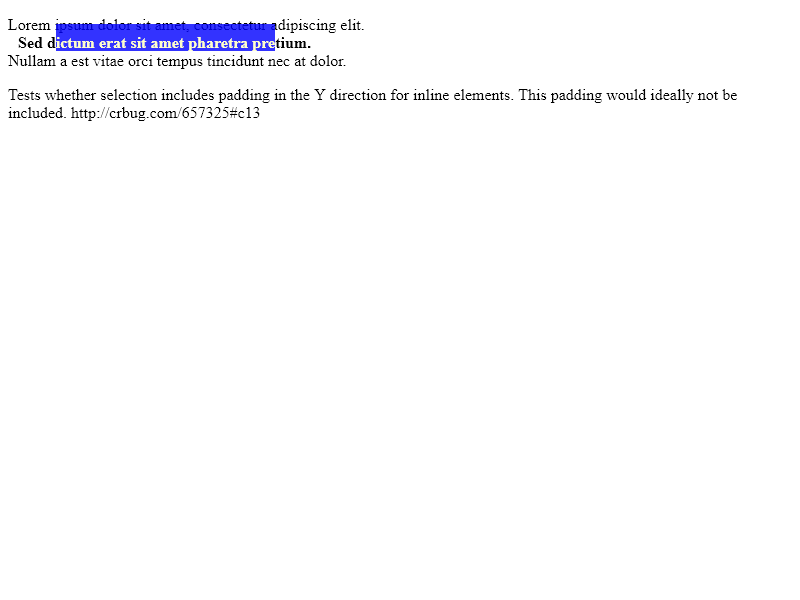 Lorem ipsum dolor sit amet, consectetur adipiscing elit.
Sed dictum erat sit amet pharetra pretium.
Nullam a est vitae orci tempus tincidunt nec at dolor.
Tests whether selection includes padding in the Y direction for inline elements. This padding would ideally not be
included. http://crbug.com/657325#c13